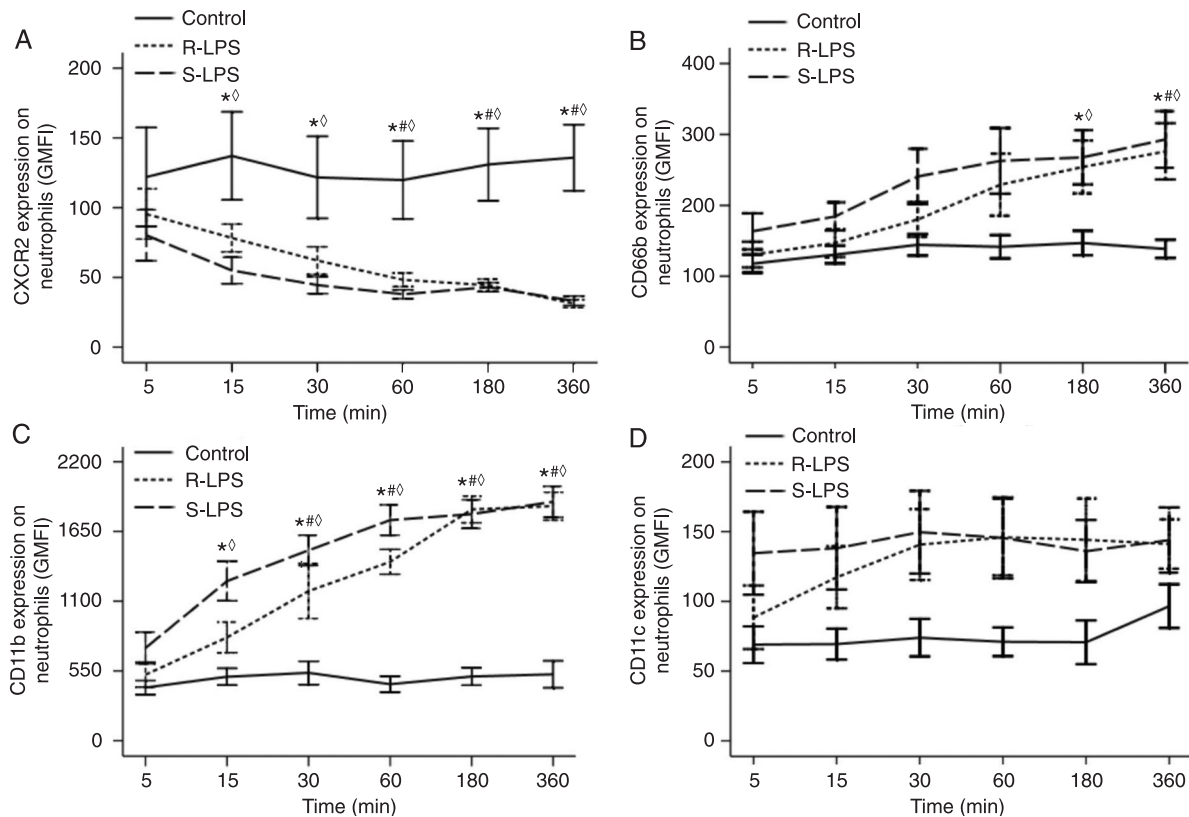 A
Control
R-LPS
S-LPS
CXCR2 expression on
neutrophils (GMFI)
200
150
100
50
0
*◊
*◊
*#◊
*#◊
*#◊
5 15 30 60 180 360
Time (min)
B
Control
R-LPS
S-LPS
CD66b expression on
neutrophils (GMFI)
400
300
200
100
0
*◊
*#◊
5 15 30 60 180 360
Time (min)
C
Control
R-LPS
S-LPS
CD11b expression on
neutrophils (GMFI)
2200
1650
1100
550
0
*◊
*#◊
*#◊
*#◊
*#◊
5 15 30 60 180 360
Time (min)
D
Control
R-LPS
S-LPS
CD11c expression on
neutrophils (GMFI)
200
150
100
50
0
5 15 30 60 180 360
Time (min)